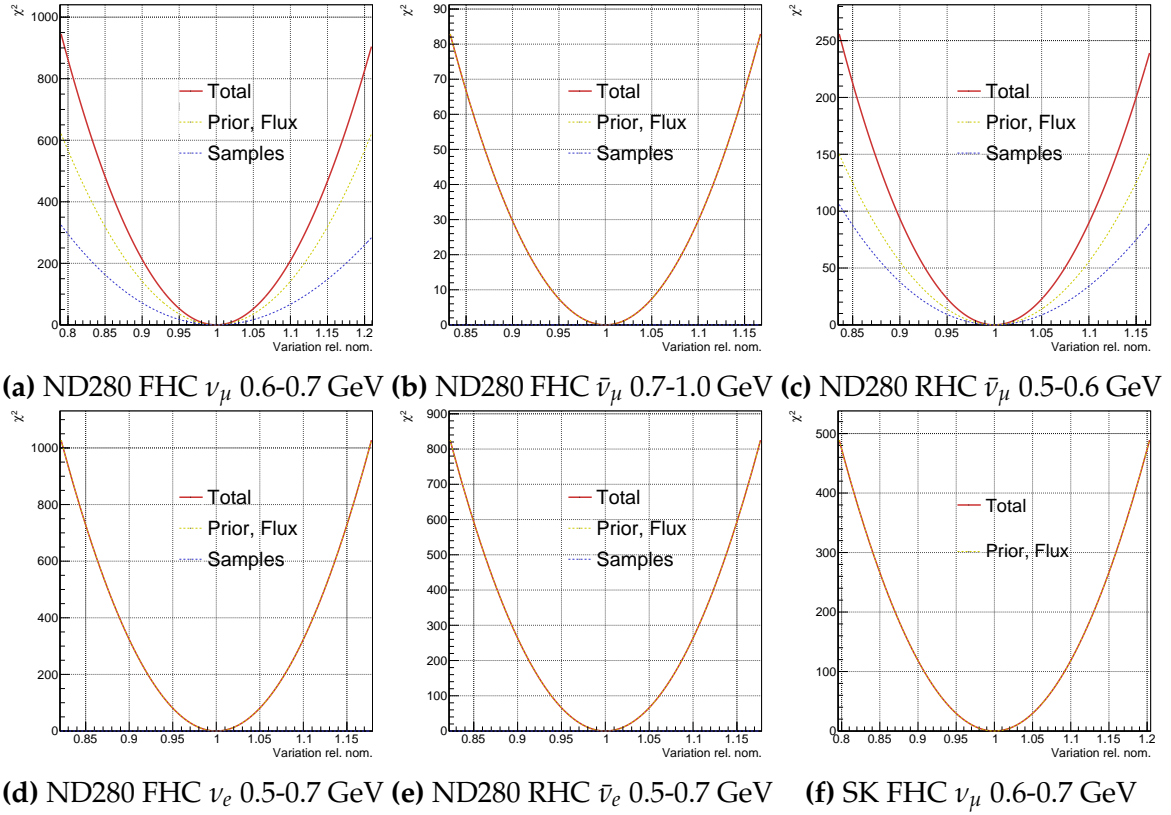 χ²
1000
800
600
400
200
0
Total
Prior, Flux
Samples
0.8 0.85 0.9 0.95 1 1.05 1.1 1.15 1.2
Variation rel. nom.
χ²
90
80
70
60
50
40
30
20
10
0
Total
Prior, Flux
Samples
0.85 0.9 0.95 1 1.05 1.1 1.15
Variation rel. nom.
χ²
250
200
150
100
50
0
Total
Prior, Flux
Samples
0.85 0.9 0.95 1 1.05 1.1 1.15
Variation rel. nom.
(a) ND280 FHC νμ 0.6-0.7 GeV (b) ND280 FHC ν̄μ 0.7-1.0 GeV (c) ND280 RHC ν̄μ 0.5-0.6 GeV
χ²
1000
800
600
400
200
0
Total
Prior, Flux
Samples
0.85 0.9 0.95 1 1.05 1.1 1.15
Variation rel. nom.
χ²
900
800
700
600
500
400
300
200
100
0
Total
Prior, Flux
Samples
0.85 0.9 0.95 1 1.05 1.1 1.15
Variation rel. nom.
χ²
500
400
300
200
100
0
Total
Prior, Flux
0.8 0.85 0.9 0.95 1 1.05 1.1 1.15 1.2
Variation rel. nom.
(d) ND280 FHC νe 0.5-0.7 GeV (e) ND280 RHC ν̄e 0.5-0.7 GeV (f) SK FHC νμ 0.6-0.7 GeV